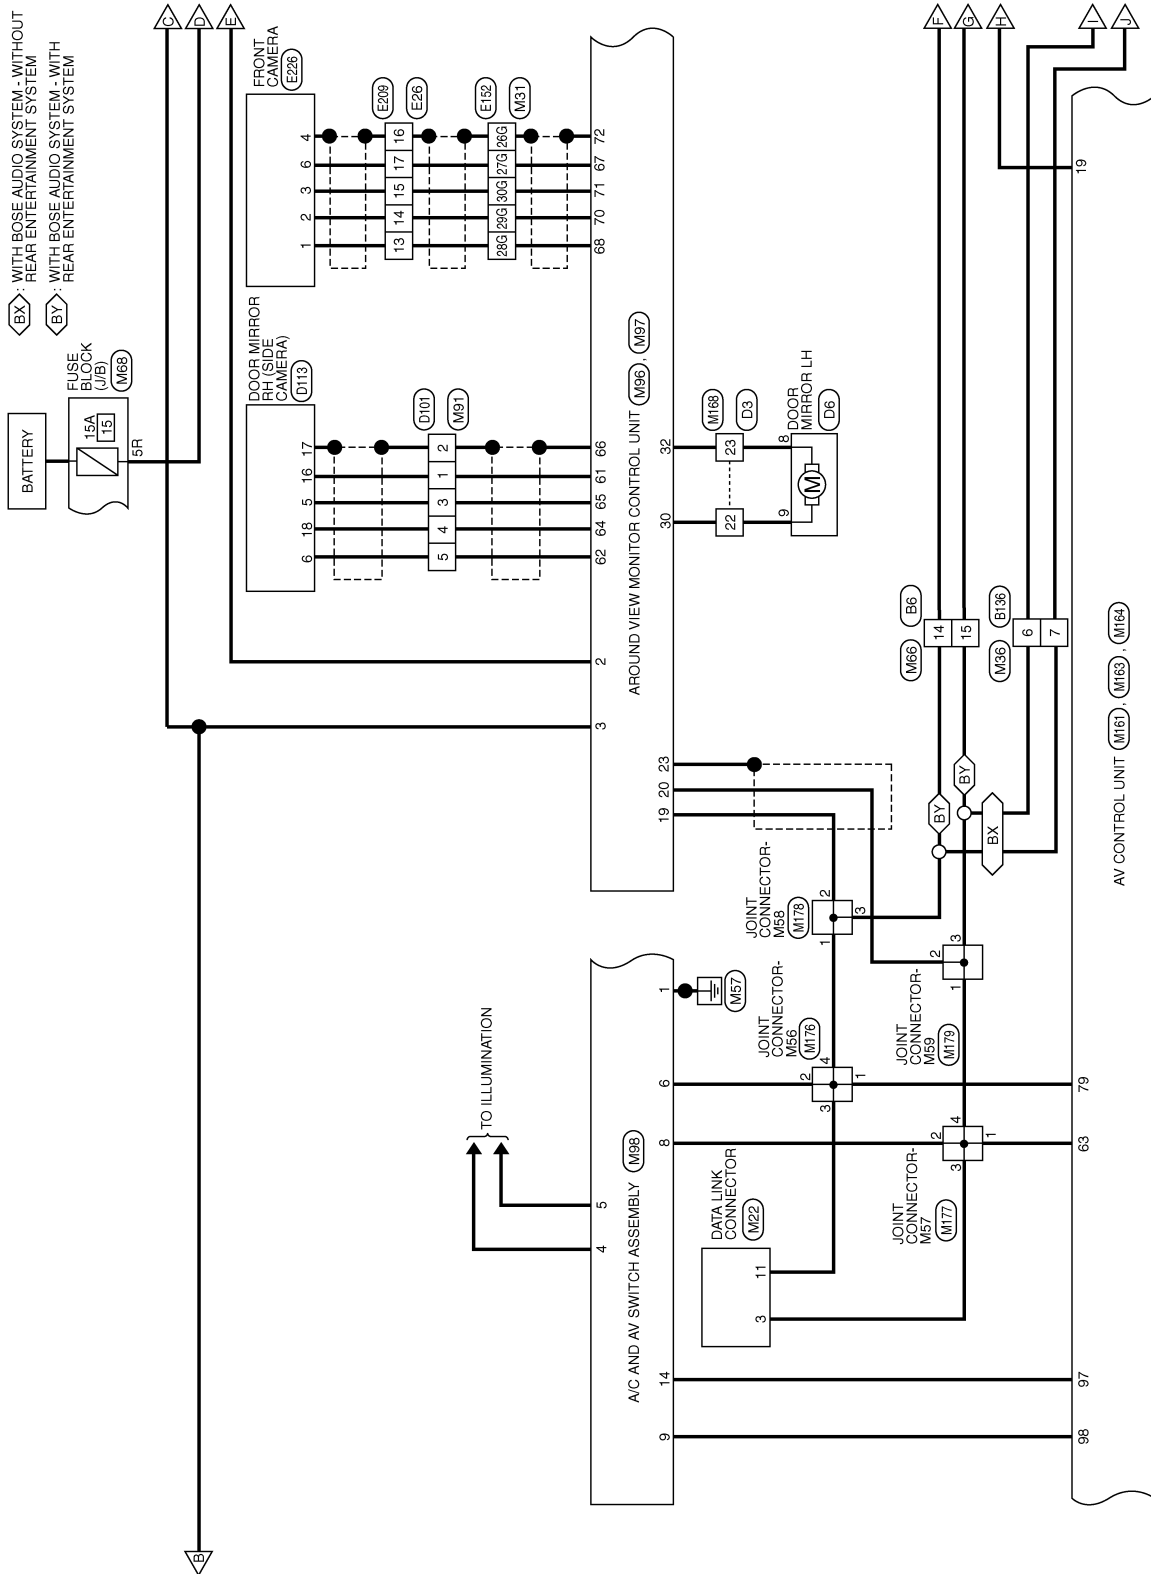 BX : WITH BOSE AUDIO SYSTEM - WITHOUT
REAR ENTERTAINMENT SYSTEM
BY : WITH BOSE AUDIO SYSTEM - WITH
REAR ENTERTAINMENT SYSTEM
BATTERY
FUSE
BLOCK
(J/B)
M68
15A
15
5R
B
C
D
E
FRONT
CAMERA
E226
4 6 3 2 1
E209
E26
16 17 15 14 13
E152
M31
26G 27G 30G 29G 28G
72 67 71 70 68
DOOR MIRROR
RH (SIDE
CAMERA)
D113
17 16 5 18 6
D101
M91
2 1 3 4 5
66 61 65 64 62
2
3
AROUND VIEW MONITOR CONTROL UNIT M96 , M97
32
30
M168
D3
23
22
8
9
M
DOOR
MIRROR LH
D6
23
20
19
TO ILLUMINATION
5
4
A/C AND AV SWITCH ASSEMBLY M98
1
6
8
14
9
M57
JOINT
CONNECTOR-
M58
M178
2
1
3
JOINT
CONNECTOR-
M56
M176
2
4
3
1
DATA LINK
CONNECTOR
M22
11
3
JOINT
CONNECTOR-
M59
M179
2
3
1
JOINT
CONNECTOR-
M57
M177
2
4
3
1
F
G
H
I
J
B6
M66
14
15
B136
M36
6
7
BY
BY
BX
19
79
63
97
98
AV CONTROL UNIT M161 , M163 , M164